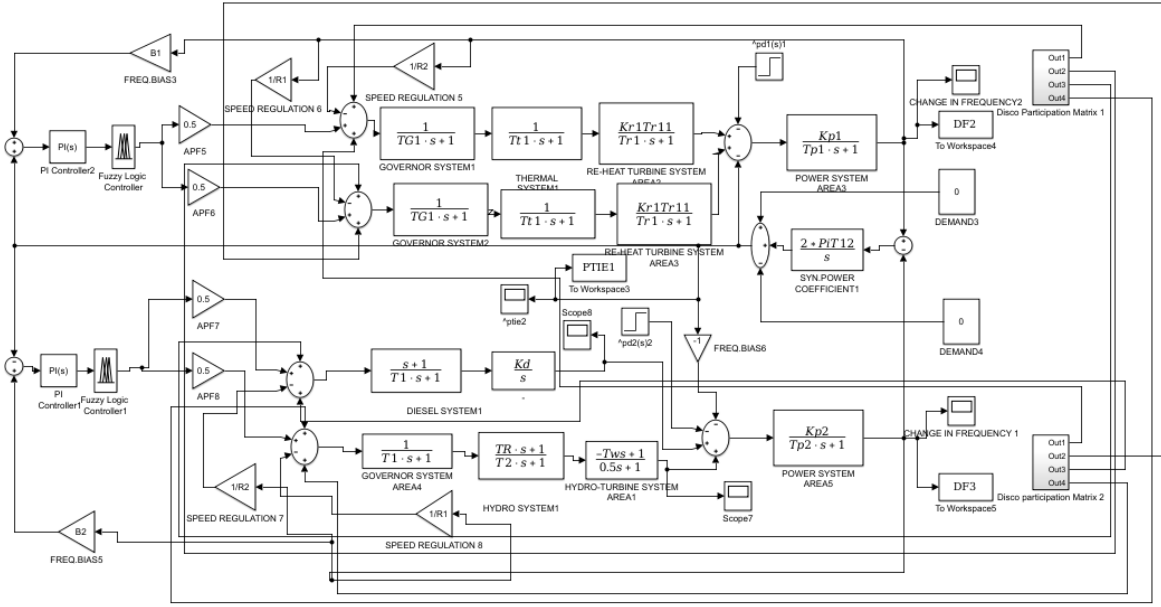 ^pd1(s)1
B1
FREQ.BIAS3
1/R1
SPEED REGULATION 6
1/R2
SPEED REGULATION 5
Out1
Out2
Out3
Out4
Disco Participation Matrix 1
CHANGE IN FREQUENCY2
DF2
To Workspace4
PI(s)
PI Controller2
Fuzzy Logic
Controller
0.5
APF5
0.5
APF6
1
TG1 · s + 1
GOVERNOR SYSTEM1
1
Tt1 · s + 1
THERMAL
SYSTEM1
Kr1Tr11
Tr1 · s + 1
RE-HEAT TURBINE SYSTEM
AREA2
Kp1
Tp1 · s + 1
POWER SYSTEM
AREA3
1
TG1 · s + 1
GOVERNOR SYSTEM2
1
Tt1 · s + 1
Kr1Tr11
Tr1 · s + 1
RE-HEAT TURBINE SYSTEM
AREA3
0
DEMAND3
2 * PiT12
s
SYN.POWER
COEFFICIENT1
PTIE1
To Workspace3
^ptie2
Scope8
^pd2(s)2
-1
FREQ.BIAS6
0
DEMAND4
0.5
APF7
0.5
APF8
PI(s)
PI
Controller1
Fuzzy Logic
Controller1
s + 1
T1 · s + 1
DIESEL SYSTEM1
Kd
s
1
T1 · s + 1
GOVERNOR SYSTEM
AREA4
TR · s + 1
T2 · s + 1
HYDRO SYSTEM1
-Tws + 1
0.5s + 1
HYDRO-TURBINE SYSTEM
AREA1
Kp2
Tp2 · s + 1
POWER SYSTEM
AREA5
CHANGE IN FREQUENCY 1
DF3
To Workspace5
Out1
Out2
Out3
Out4
Disco participation Matrix 2
Scope7
1/R2
SPEED REGULATION 7
1/R1
SPEED REGULATION 8
B2
FREQ.BIAS5